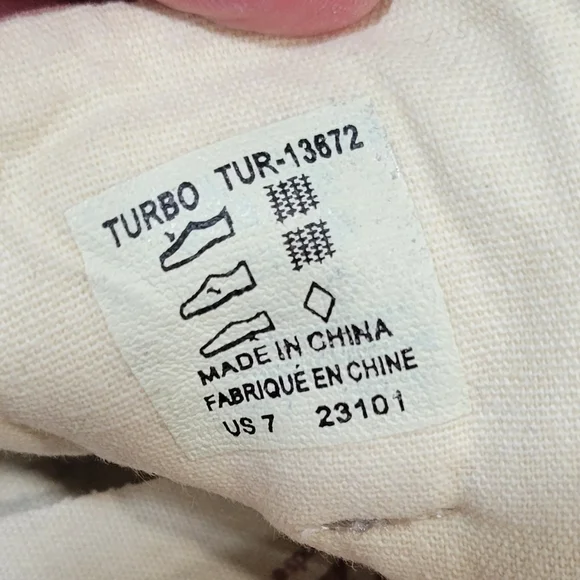 TURBO TUR-13672
MADE IN CHINA
FABRIQUÉ EN CHINE
US 7 23101